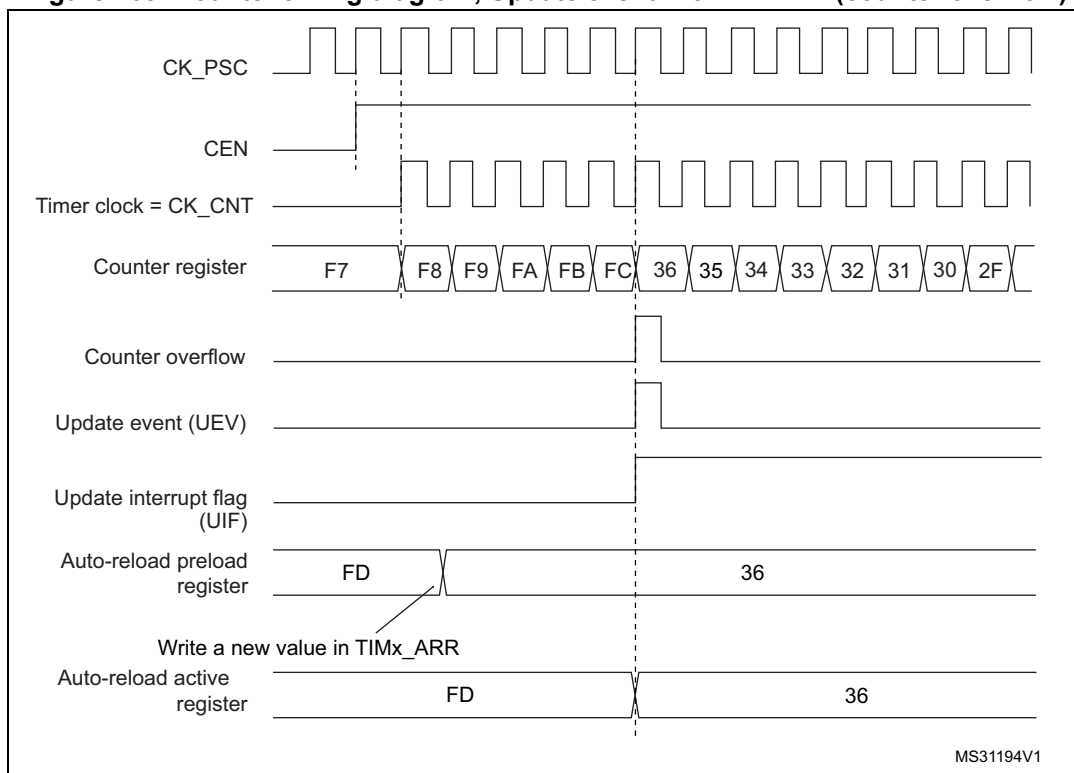 CK_PSC
CEN
Timer clock = CK_CNT
Counter register
F7 F8 F9 FA FB FC 36 35 34 33 32 31 30 2F
Counter overflow
Update event (UEV)
Update interrupt flag
(UIF)
Auto-reload preload
register
FD 36
Write a new value in TIMx_ARR
Auto-reload active
register
FD 36
MS31194V1